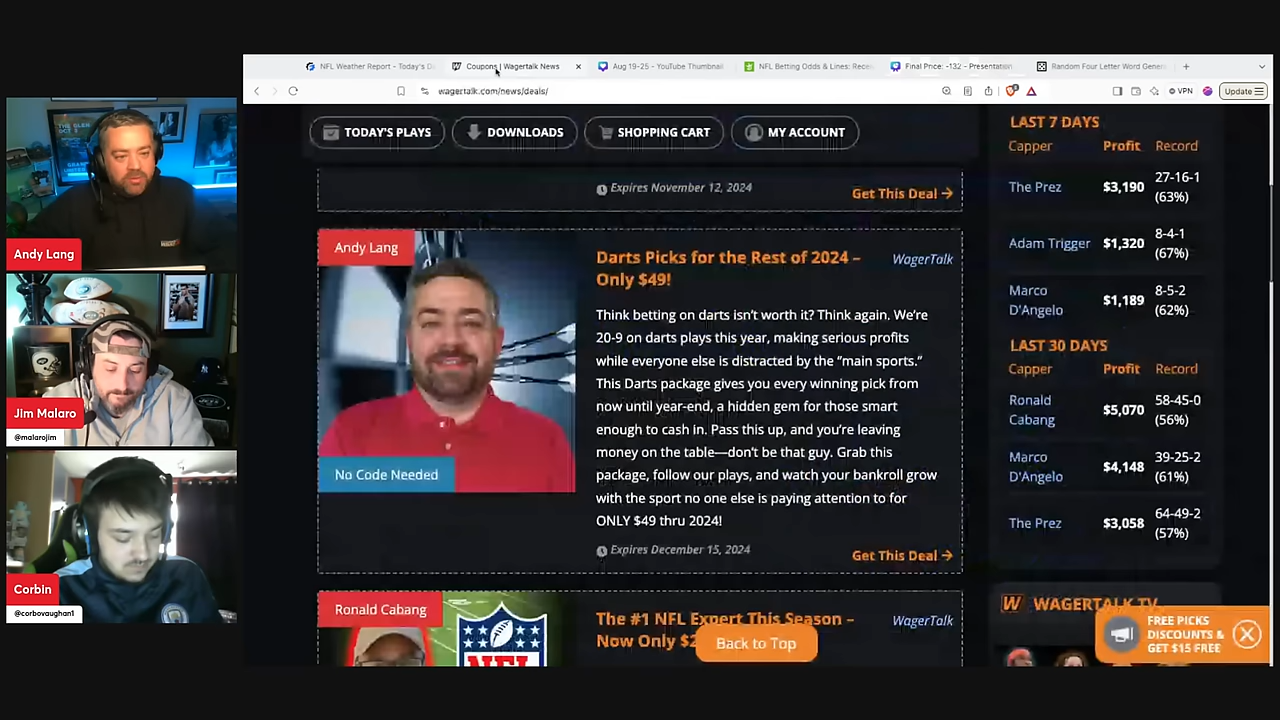 NFL Weather Report - Today's D
Coupons | Wagertalk News
Aug 19-25 - YouTube Thumbnail
NFL Betting Odds & Lines: Rece
Final Price: -132 - Presentation
Random Four Letter Word Gener
wagertalk.com/news/deals/
VPN
Update
TODAY'S PLAYS
DOWNLOADS
SHOPPING CART
MY ACCOUNT
Expires November 12, 2024
Get This Deal →
Andy Lang
No Code Needed
Darts Picks for the Rest of 2024 –
Only $49!
WagerTalk
Think betting on darts isn't worth it? Think again. We're
20-9 on darts plays this year, making serious profits
while everyone else is distracted by the “main sports.”
This Darts package gives you every winning pick from
now until year-end, a hidden gem for those smart
enough to cash in. Pass this up, and you're leaving
money on the table—don't be that guy. Grab this
package, follow our plays, and watch your bankroll grow
with the sport no one else is paying attention to for
ONLY $49 thru 2024!
Expires December 15, 2024
Get This Deal →
Ronald Cabang
NFL
The #1 NFL Expert This Season –
Now Only $2
WagerTalk
Back to Top
LAST 7 DAYS
Capper Profit Record
The Prez $3,190 27-16-1 (63%)
Adam Trigger $1,320 8-4-1 (67%)
Marco D'Angelo $1,189 8-5-2 (62%)
LAST 30 DAYS
Capper Profit Record
Ronald Cabang $5,070 58-45-0 (56%)
Marco D'Angelo $4,148 39-25-2 (61%)
The Prez $3,058 64-49-2 (57%)
W WAGERTALK TV
FREE PICKS
DISCOUNTS &
GET $15 FREE
Andy Lang
Jim Malaro
@malarojim
Corbin
@corbovaughan1